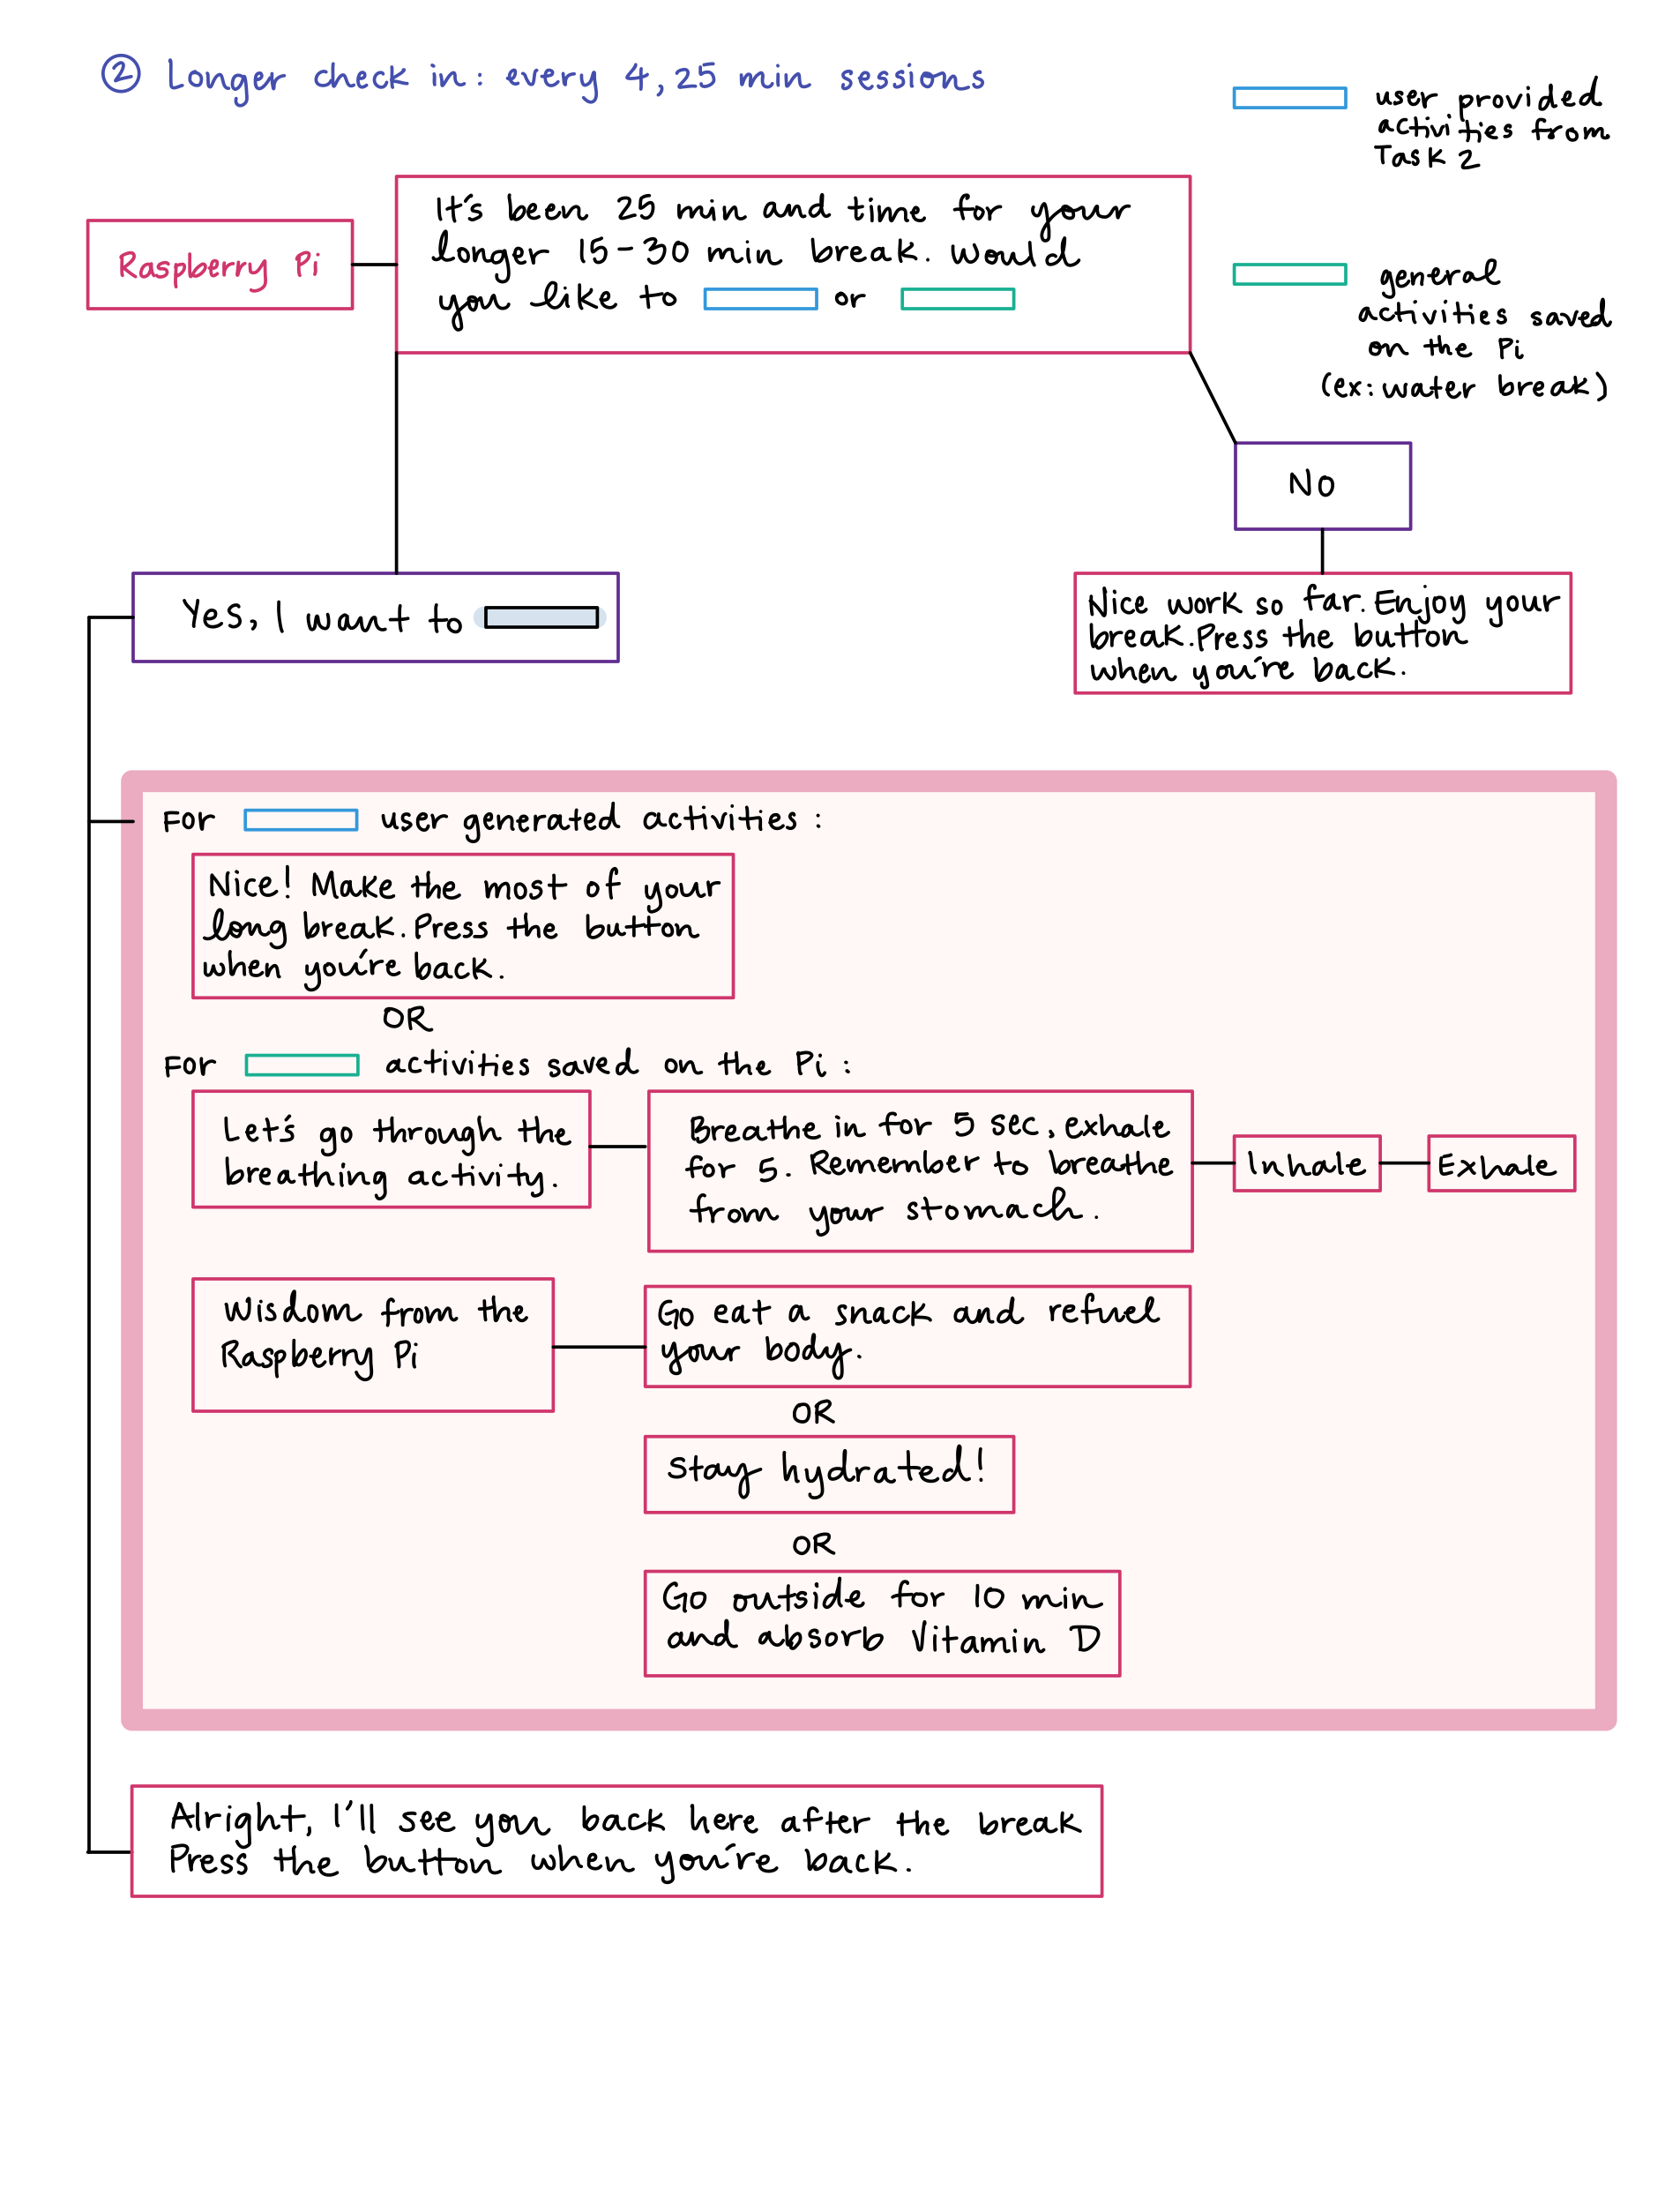 ② Longer check in: every 4, 25 min sessions
user provided
activities from
Task 2
general
activities saved
on the Pi
(ex: water break)
Raspberry Pi
It's been 25 min and time for your
longer 15-30 min break. Would
you like to or
No
Yes, I want to
Nice work so far. Enjoy your
break. Press the button
when you're back.
For user generated activities:
Nice! Make the most of your
long break. Press the button
when you're back.
OR
For activities saved on the Pi:
Let's go through the
breathing activity.
Breathe in for 5 sec, exhale
for 5. Remember to breathe
from your stomach.
Inhale
Exhale
Wisdom from the
Raspberry Pi
Go eat a snack and refuel
your body.
OR
Stay hydrated!
OR
Go outside for 10 min
and absorb Vitamin D
Alright, I'll see you back here after the break
Press the button when you're back.